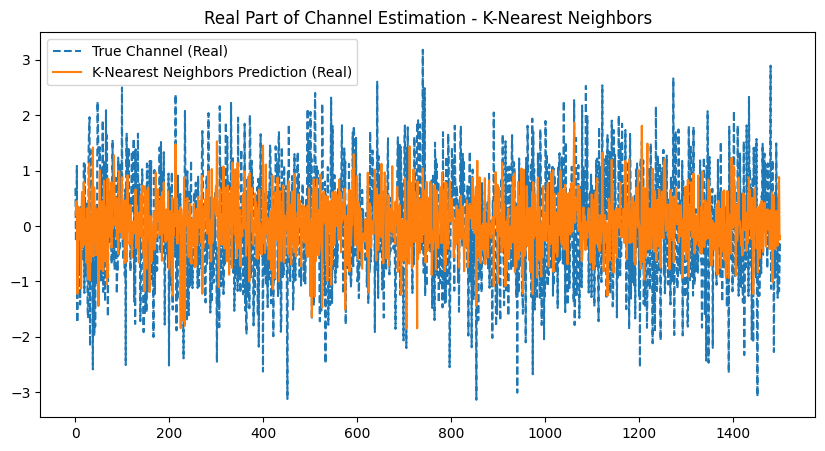 Real Part of Channel Estimation - K-Nearest Neighbors
True Channel (Real)
K-Nearest Neighbors Prediction (Real)
3
2
1
0
−1
−2
−3
0 200 400 600 800 1000 1200 1400